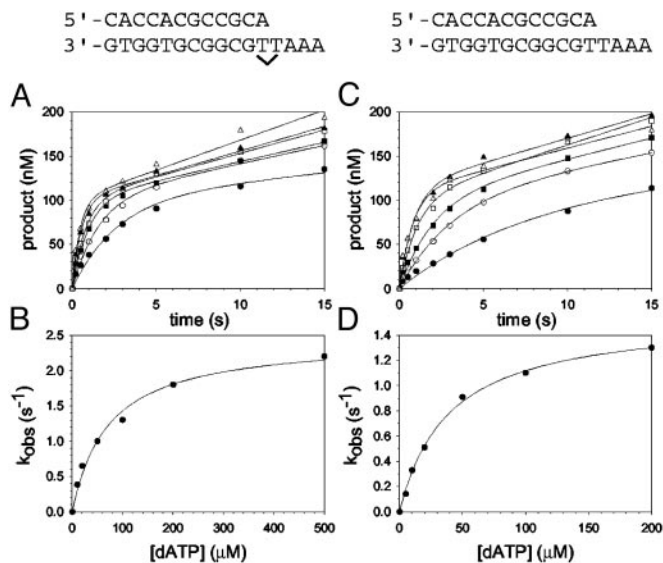 5'-CACCACGCCGCA 5'-CACCACGCCGCA
3'-GTGGTGCGGCGTTAAA 3'-GTGGTGCGGCGTTAAA
A
200
150
100
50
0
product (nM)
0 5 10 15
time (s)
C
200
150
100
50
0
product (nM)
0 5 10 15
time (s)
B
2.5
2.0
1.5
1.0
0.5
0.0
kobs (s⁻¹)
0 100 200 300 400 500
[dATP] (μM)
D
1.4
1.2
1.0
0.8
0.6
0.4
0.2
0.0
kobs (s⁻¹)
0 50 100 150 200
[dATP] (μM)